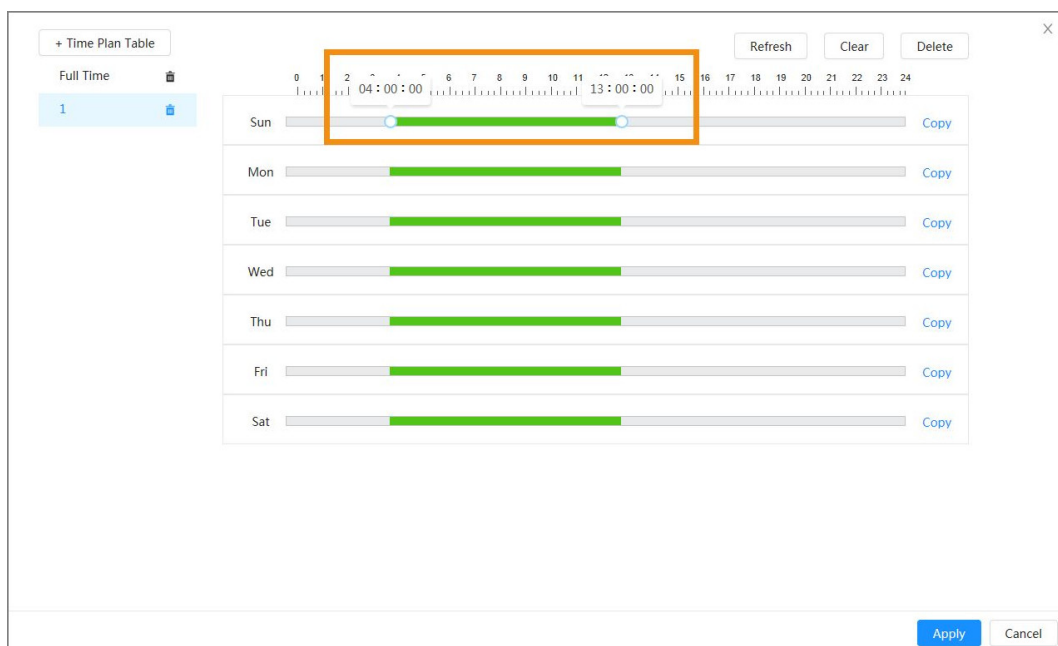 + Time Plan Table
Refresh Clear Delete
Full Time
0 1 2 6 7 8 9 10 11 15 16 17 18 19 20 21 22 23 24
04:00:00 13:00:00
1
Sun Copy
Mon Copy
Tue Copy
Wed Copy
Thu Copy
Fri Copy
Sat Copy
Apply Cancel